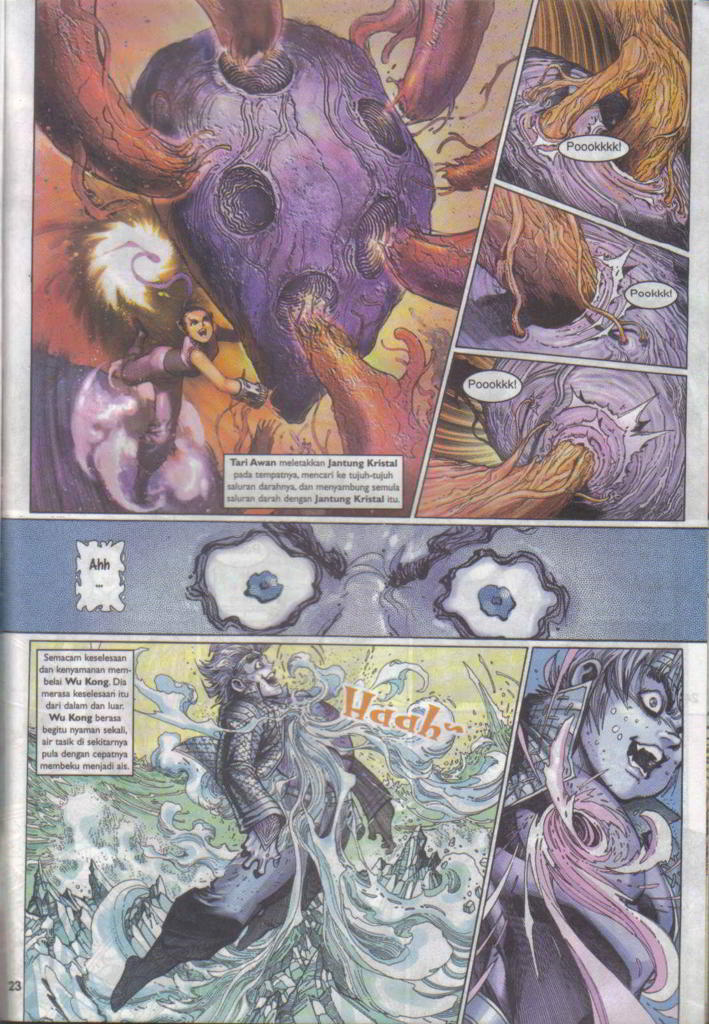 Poookkkk!
Pookkk!
Poookkk!
Tari Awan meletakkan Jantung Kristal
pada tempatnya, mencari ke tujuh-tujuh
saluran darahnya, dan menyambung semula
saluran darah dengan Jantung Kristal itu.
Ahh
...
Semacam keselesaan
dan kenyamanan mem-
belai Wu Kong. Dia
merasa keselesaan itu
dari dalam dan luar.
Wu Kong berasa
begitu nyaman sekali,
air tasik di sekitarnya
pula dengan cepatnya
membeku menjadi ais.
Haah~
23